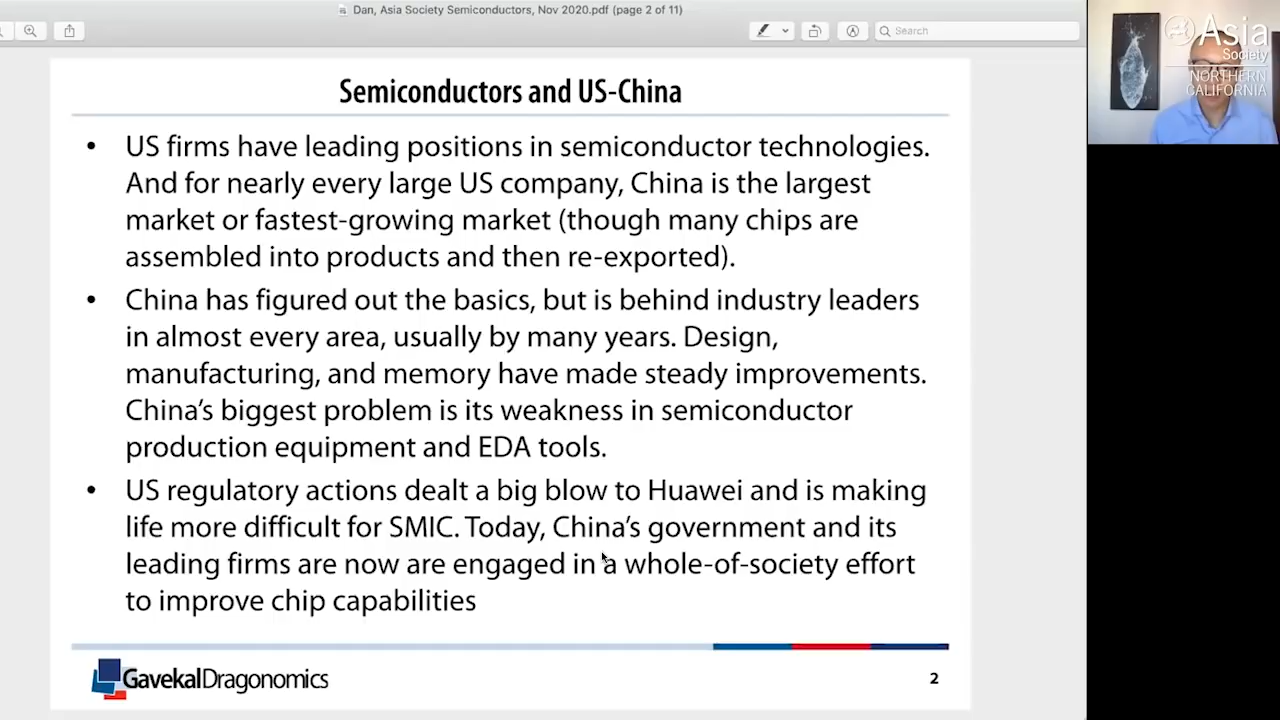 Dan, Asia Society Semiconductors, Nov 2020.pdf (page 2 of 11)
Search
Asia
Society
NORTHERN
CALIFORNIA
Semiconductors and US-China
• US firms have leading positions in semiconductor technologies.
And for nearly every large US company, China is the largest
market or fastest-growing market (though many chips are
assembled into products and then re-exported).
• China has figured out the basics, but is behind industry leaders
in almost every area, usually by many years. Design,
manufacturing, and memory have made steady improvements.
China’s biggest problem is its weakness in semiconductor
production equipment and EDA tools.
• US regulatory actions dealt a big blow to Huawei and is making
life more difficult for SMIC. Today, China’s government and its
leading firms are now are engaged in a whole-of-society effort
to improve chip capabilities
GavekalDragonomics
2